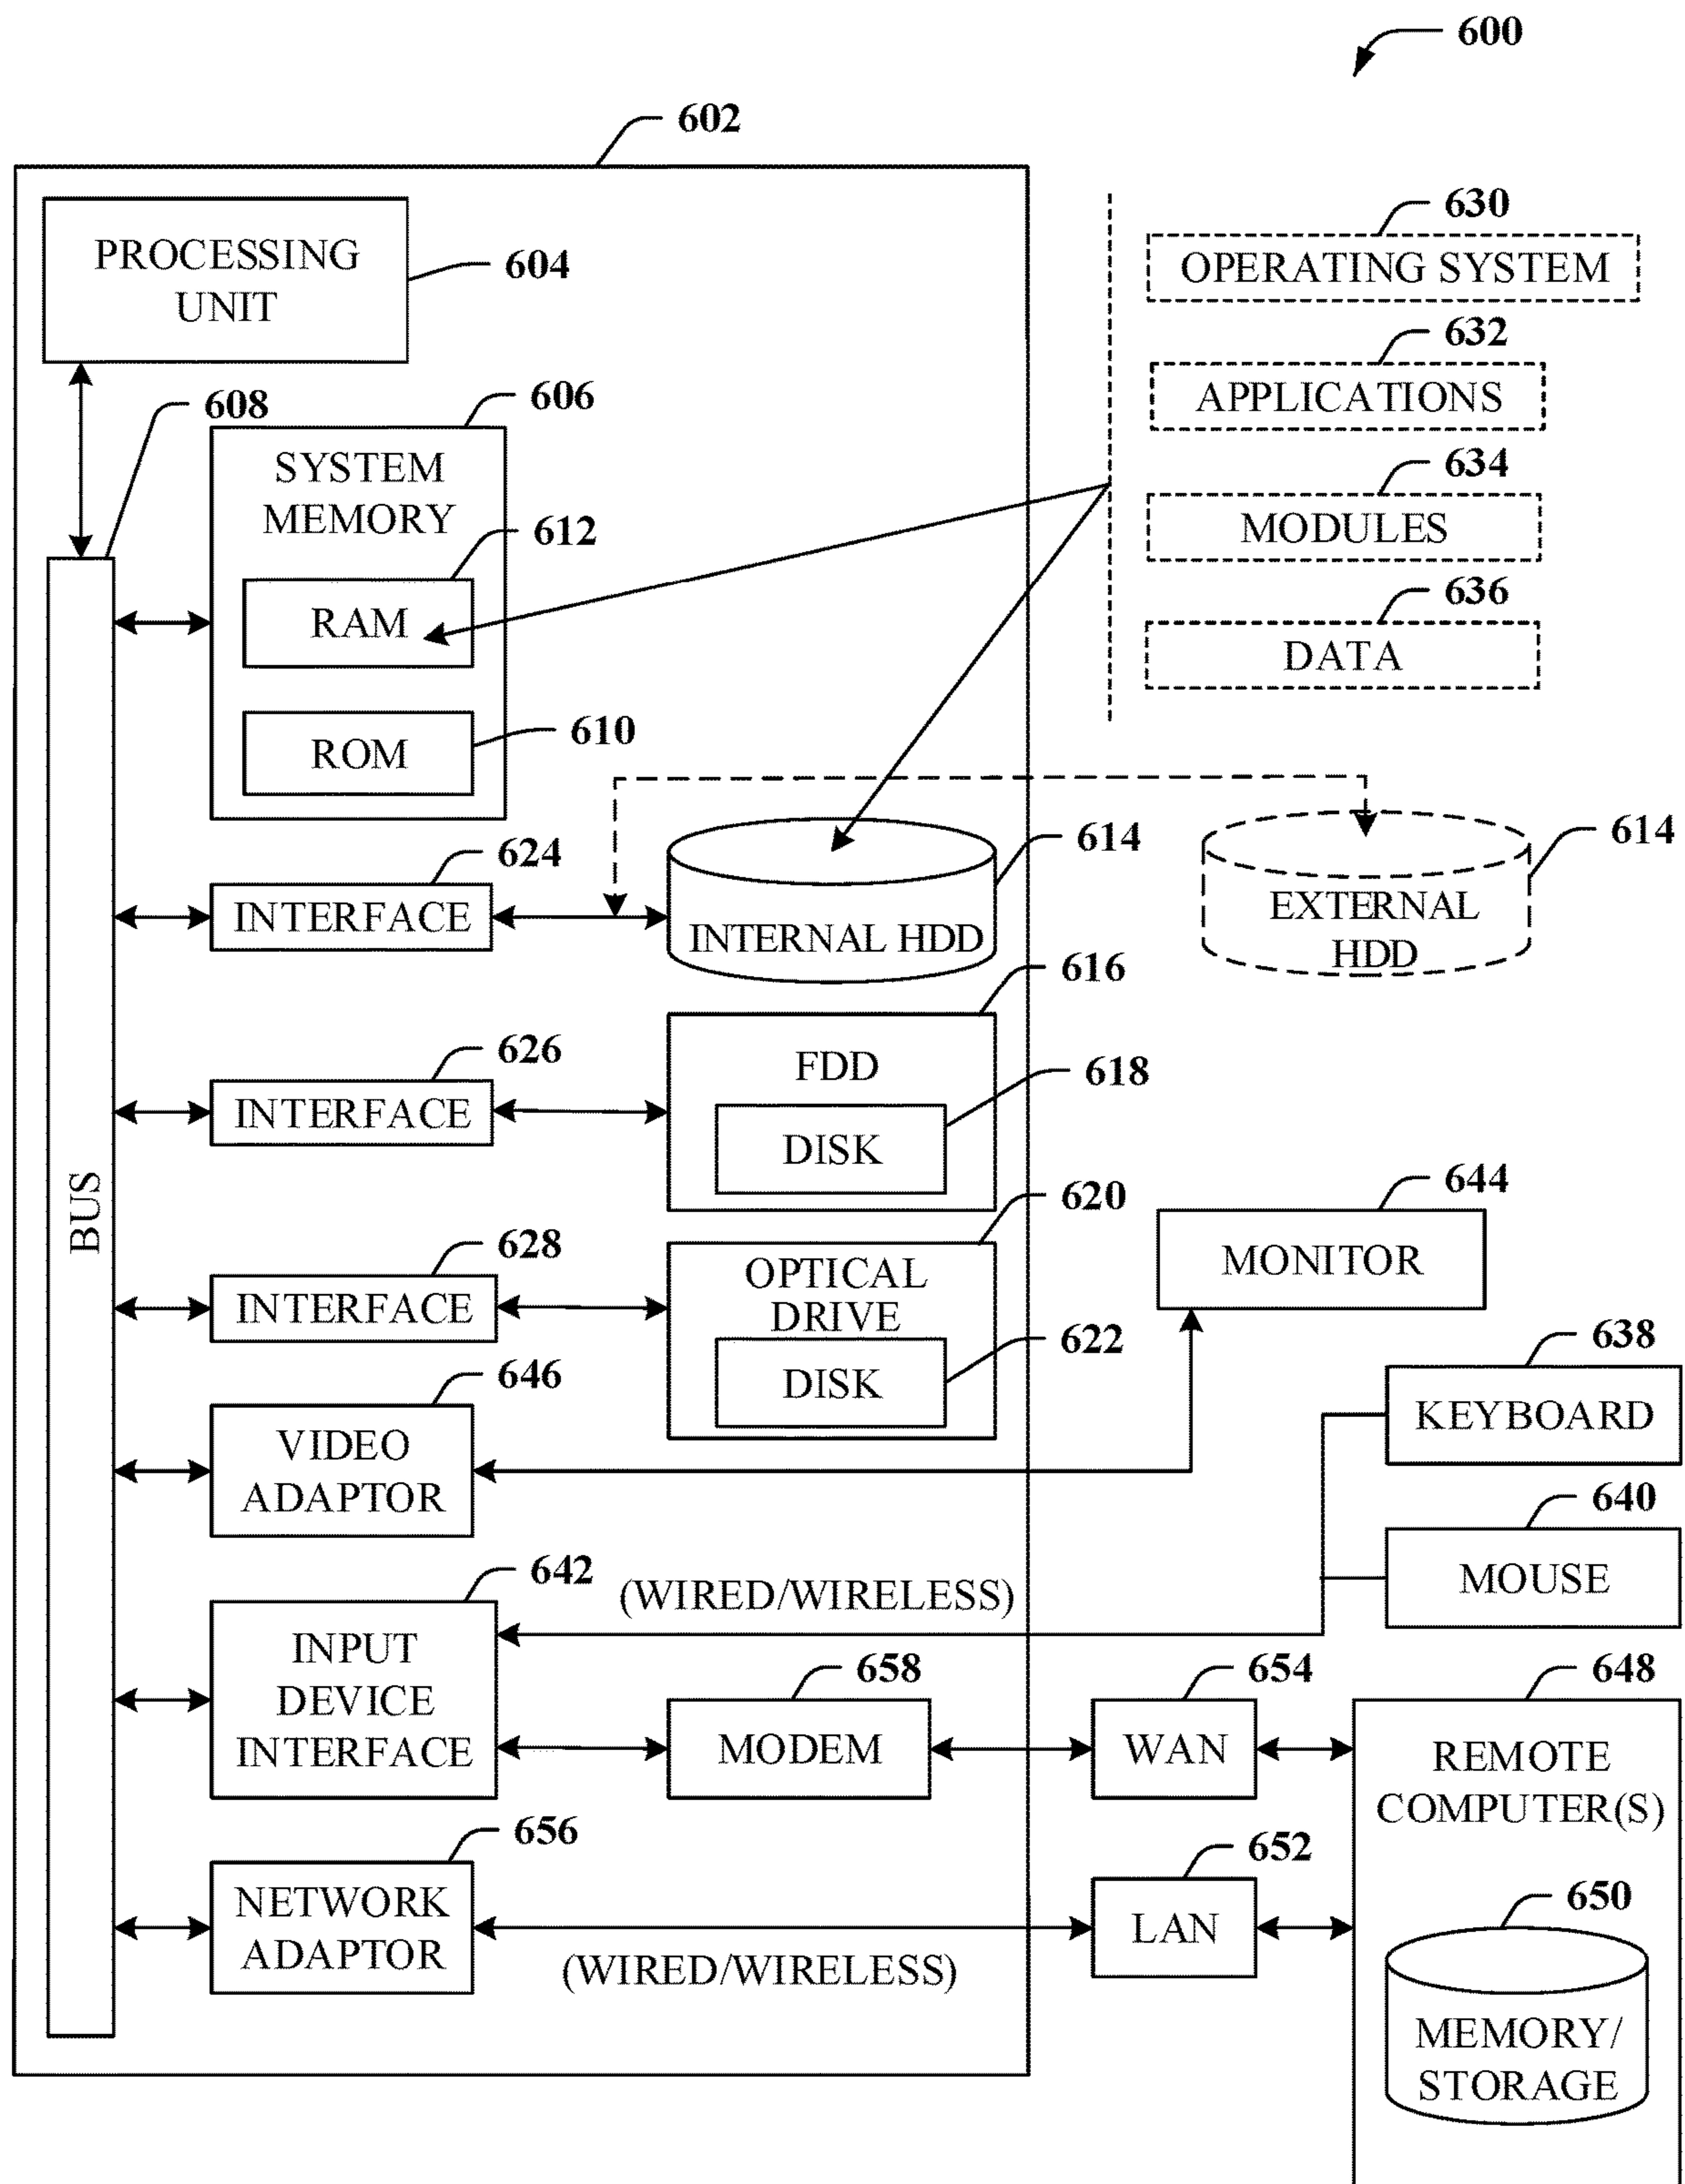 600
602
PROCESSING
UNIT
604
630
OPERATING SYSTEM
632
APPLICATIONS
634
MODULES
636
DATA
608
606
SYSTEM
MEMORY
612
RAM
610
ROM
624
INTERFACE
614
INTERNAL HDD
614
EXTERNAL
HDD
616
FDD
626
INTERFACE
618
DISK
BUS
620
OPTICAL
DRIVE
628
INTERFACE
622
DISK
644
MONITOR
638
KEYBOARD
646
VIDEO
ADAPTOR
640
MOUSE
642
INPUT
DEVICE
INTERFACE
(WIRED/WIRELESS)
658
MODEM
654
WAN
648
REMOTE
COMPUTER(S)
656
NETWORK
ADAPTOR
(WIRED/WIRELESS)
652
LAN
650
MEMORY/
STORAGE